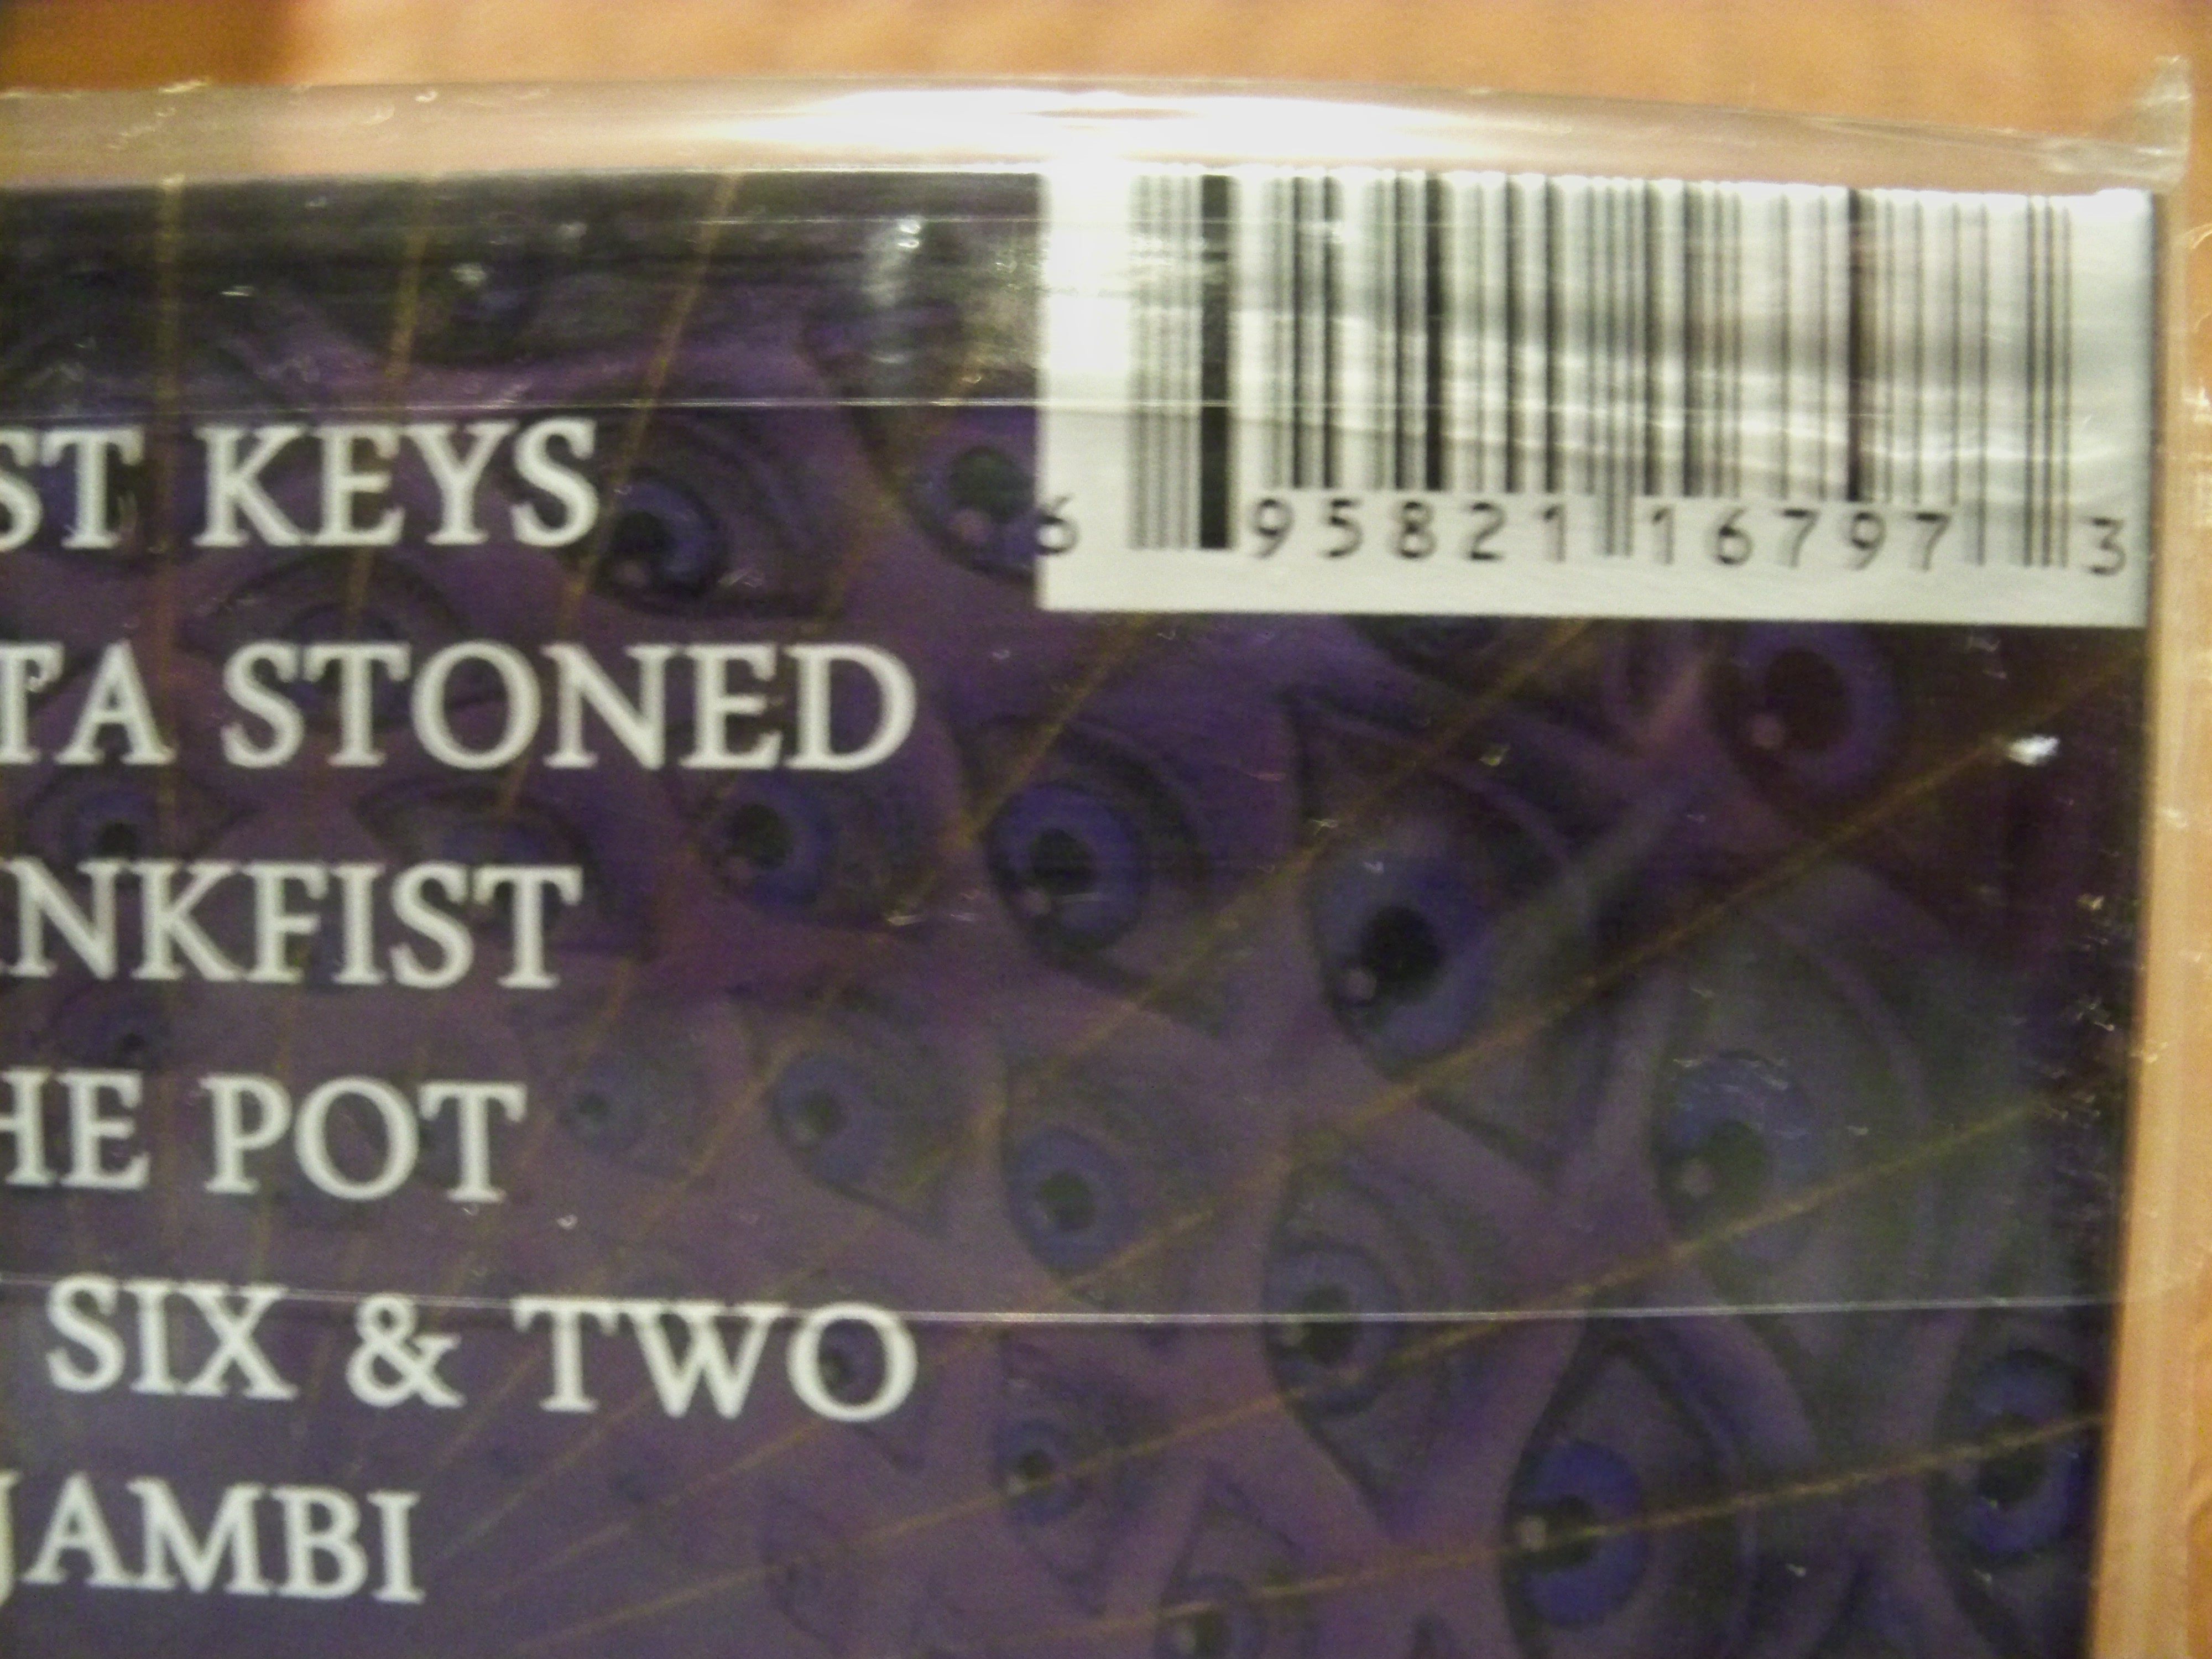 6 95821 16797 3
ST KEYS
TA STONED
NKFIST
HE POT
SIX & TWO
JAMBI